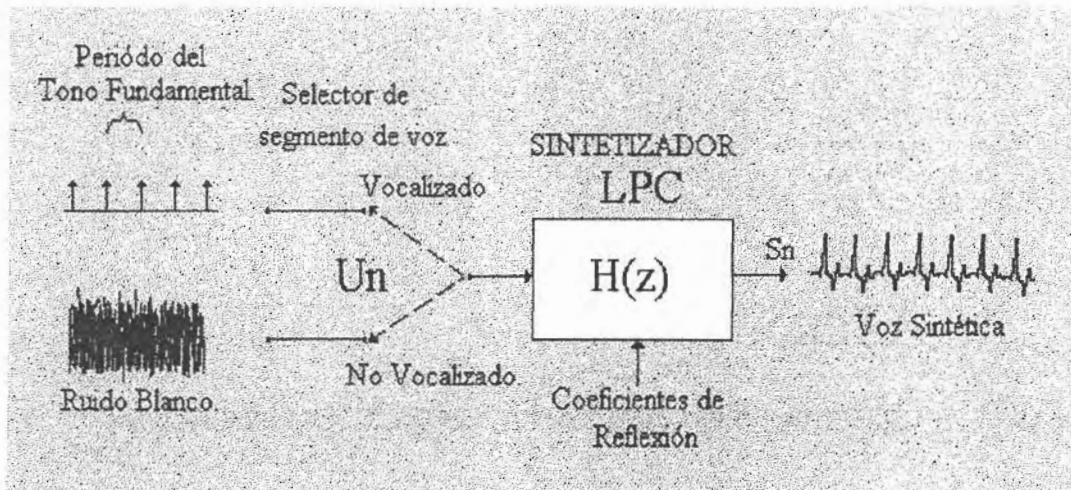 Periódo del
Tono Fundamental.
Selector de
segmento de voz
Vocalizado
Un
No Vocalizado.
Ruido Blanco.
SINTETIZADOR
LPC
H(z)
Coeficientes de
Reflexión
Sn
Voz Sintética